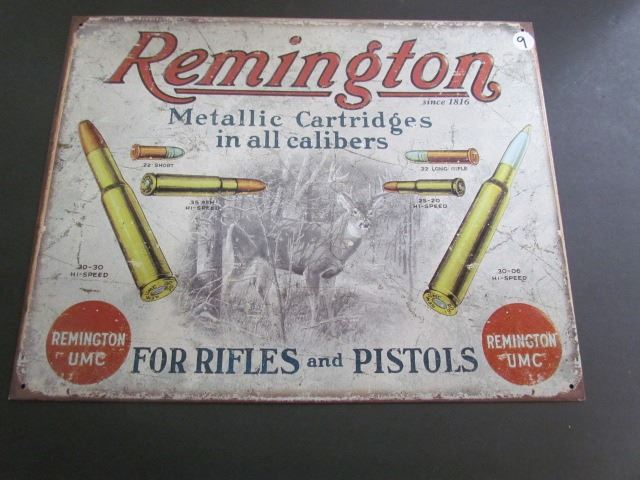 9
Remington
since 1816
Metallic Cartridges
in all calibers
.22 SHORT
.22 LONG RIFLE
.35 REM
HI-SPEED
25-20
HI-SPEED
30-30
HI-SPEED
30-06
HI-SPEED
REMINGTON
UMC
FOR RIFLES and PISTOLS
REMINGTON
UMC